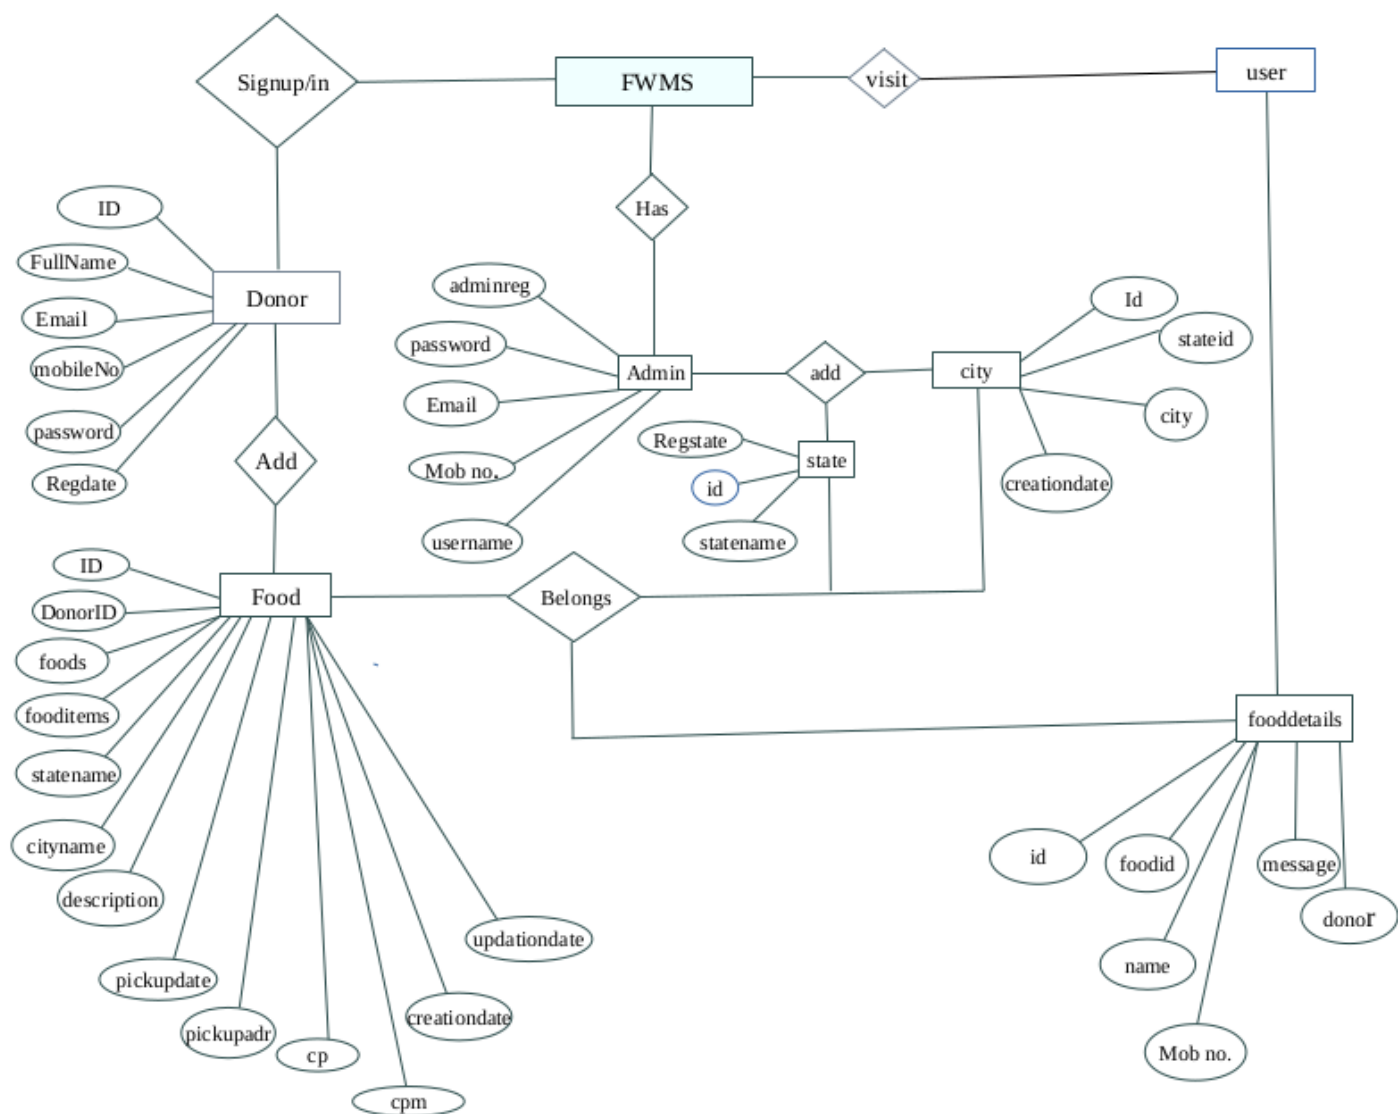 Signup/in
FWMS
visit
user
Has
ID
FullName
Email
mobileNo
password
Regdate
Donor
Add
adminreg
password
Email
Mob no.
username
Admin
add
city
Id
stateid
city
creationdate
Regstate
id
statename
state
Belongs
ID
DonorID
foods
fooditems
statename
cityname
description
pickupdate
pickupadr
cp
cpm
creationdate
updationdate
Food
fooddetails
id
foodid
name
Mob no.
message
donor